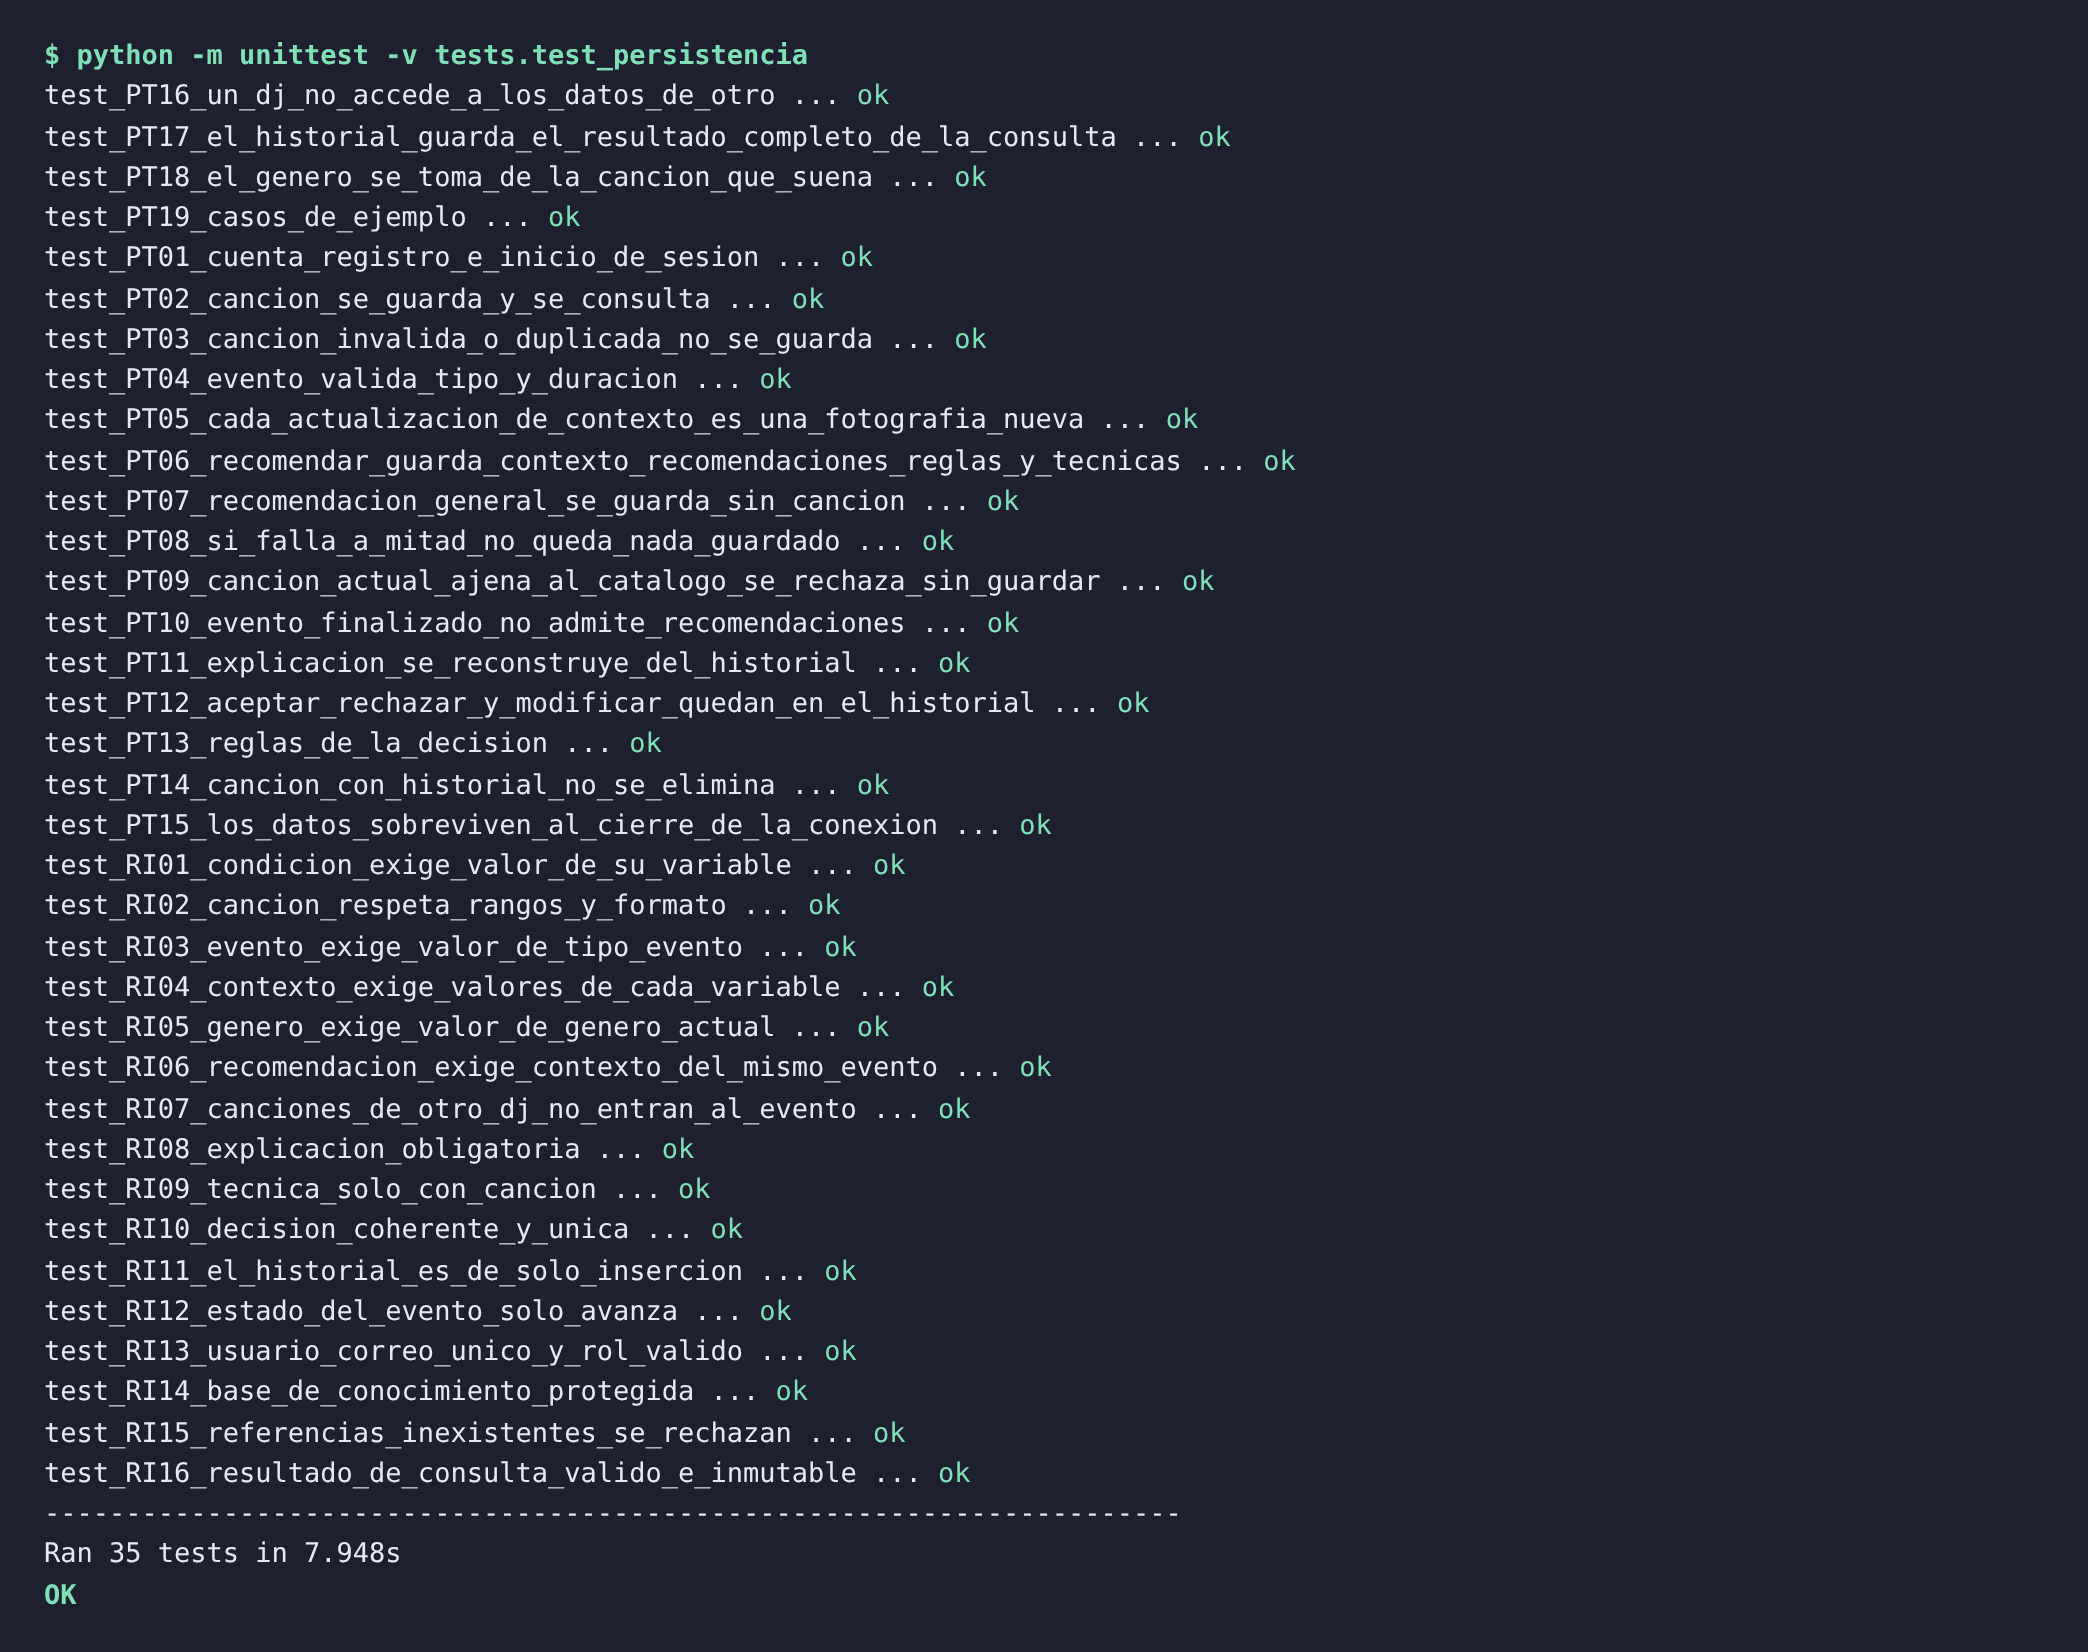 $ python -m unittest -v tests.test_persistencia
test_PT16_un_dj_no_accede_a_los_datos_de_otro ... ok
test_PT17_el_historial_guarda_el_resultado_completo_de_la_consulta ... ok
test_PT18_el_genero_se_toma_de_la_cancion_que_suena ... ok
test_PT19_casos_de_ejemplo ... ok
test_PT01_cuenta_registro_e_inicio_de_sesion ... ok
test_PT02_cancion_se_guarda_y_se_consulta ... ok
test_PT03_cancion_invalida_o_duplicada_no_se_guarda ... ok
test_PT04_evento_valida_tipo_y_duracion ... ok
test_PT05_cada_actualizacion_de_contexto_es_una_fotografia_nueva ... ok
test_PT06_recomendar_guarda_contexto_recomendaciones_reglas_y_tecnicas ... ok
test_PT07_recomendacion_general_se_guarda_sin_cancion ... ok
test_PT08_si_falla_a_mitad_no_queda_nada_guardado ... ok
test_PT09_cancion_actual_ajena_al_catalogo_se_rechaza_sin_guardar ... ok
test_PT10_evento_finalizado_no_admite_recomendaciones ... ok
test_PT11_explicacion_se_reconstruye_del_historial ... ok
test_PT12_aceptar_rechazar_y_modificar_quedan_en_el_historial ... ok
test_PT13_reglas_de_la_decision ... ok
test_PT14_cancion_con_historial_no_se_elimina ... ok
test_PT15_los_datos_sobreviven_al_cierre_de_la_conexion ... ok
test_RI01_condicion_exige_valor_de_su_variable ... ok
test_RI02_cancion_respeta_rangos_y_formato ... ok
test_RI03_evento_exige_valor_de_tipo_evento ... ok
test_RI04_contexto_exige_valores_de_cada_variable ... ok
test_RI05_genero_exige_valor_de_genero_actual ... ok
test_RI06_recomendacion_exige_contexto_del_mismo_evento ... ok
test_RI07_canciones_de_otro_dj_no_entran_al_evento ... ok
test_RI08_explicacion_obligatoria ... ok
test_RI09_tecnica_solo_con_cancion ... ok
test_RI10_decision_coherente_y_unica ... ok
test_RI11_el_historial_es_de_solo_insercion ... ok
test_RI12_estado_del_evento_solo_avanza ... ok
test_RI13_usuario_correo_unico_y_rol_valido ... ok
test_RI14_base_de_conocimiento_protegida ... ok
test_RI15_referencias_inexistentes_se_rechazan ... ok
test_RI16_resultado_de_consulta_valido_e_inmutable ... ok
----------------------------------------------------------------------
Ran 35 tests in 7.948s
OK